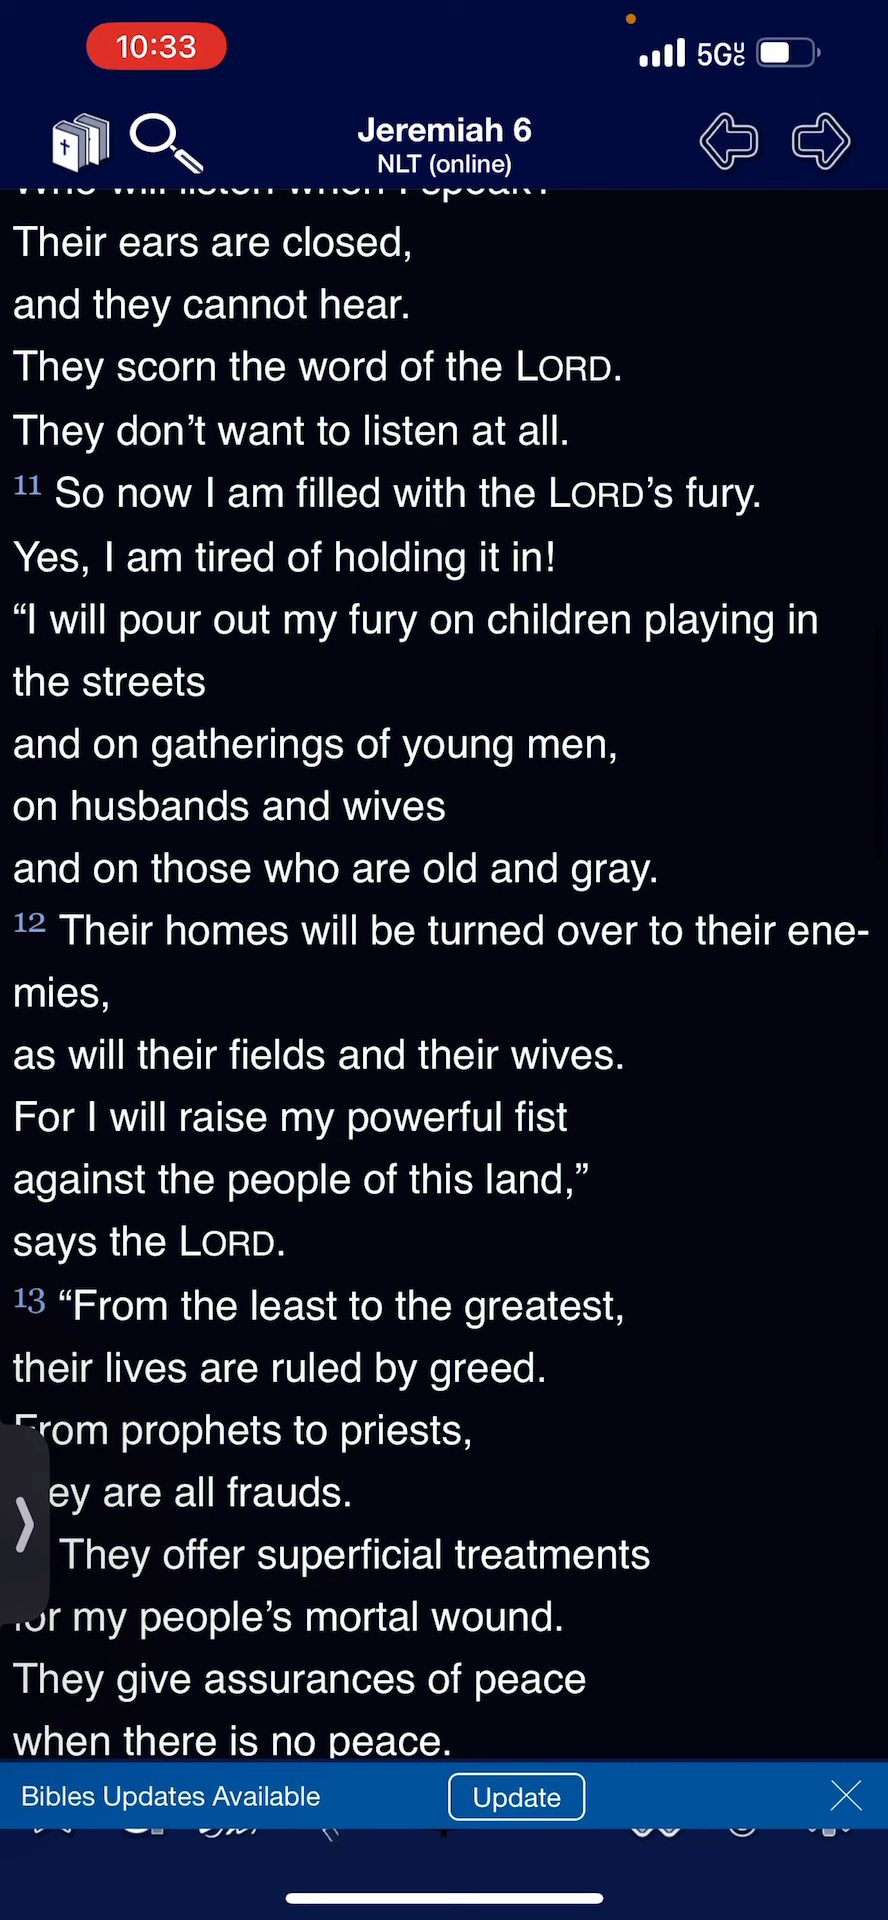 10:33
5G
Jeremiah 6
NLT (online)
Their ears are closed,
and they cannot hear.
They scorn the word of the LORD.
They don’t want to listen at all.
11 So now I am filled with the LORD’s fury.
Yes, I am tired of holding it in!
“I will pour out my fury on children playing in
the streets
and on gatherings of young men,
on husbands and wives
and on those who are old and gray.
12 Their homes will be turned over to their ene-
mies,
as will their fields and their wives.
For I will raise my powerful fist
against the people of this land,”
says the LORD.
13 “From the least to the greatest,
their lives are ruled by greed.
From prophets to priests,
ey are all frauds.
They offer superficial treatments
for my people’s mortal wound.
They give assurances of peace
when there is no peace.
Bibles Updates Available
Update